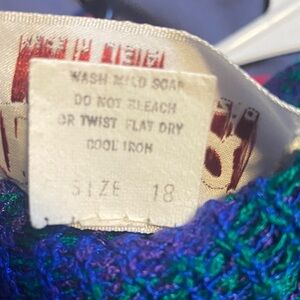 WASH MILD SOAP
DO NOT BLEACH
OR TWIST FLAT DRY
COOL IRON
SIZE 18